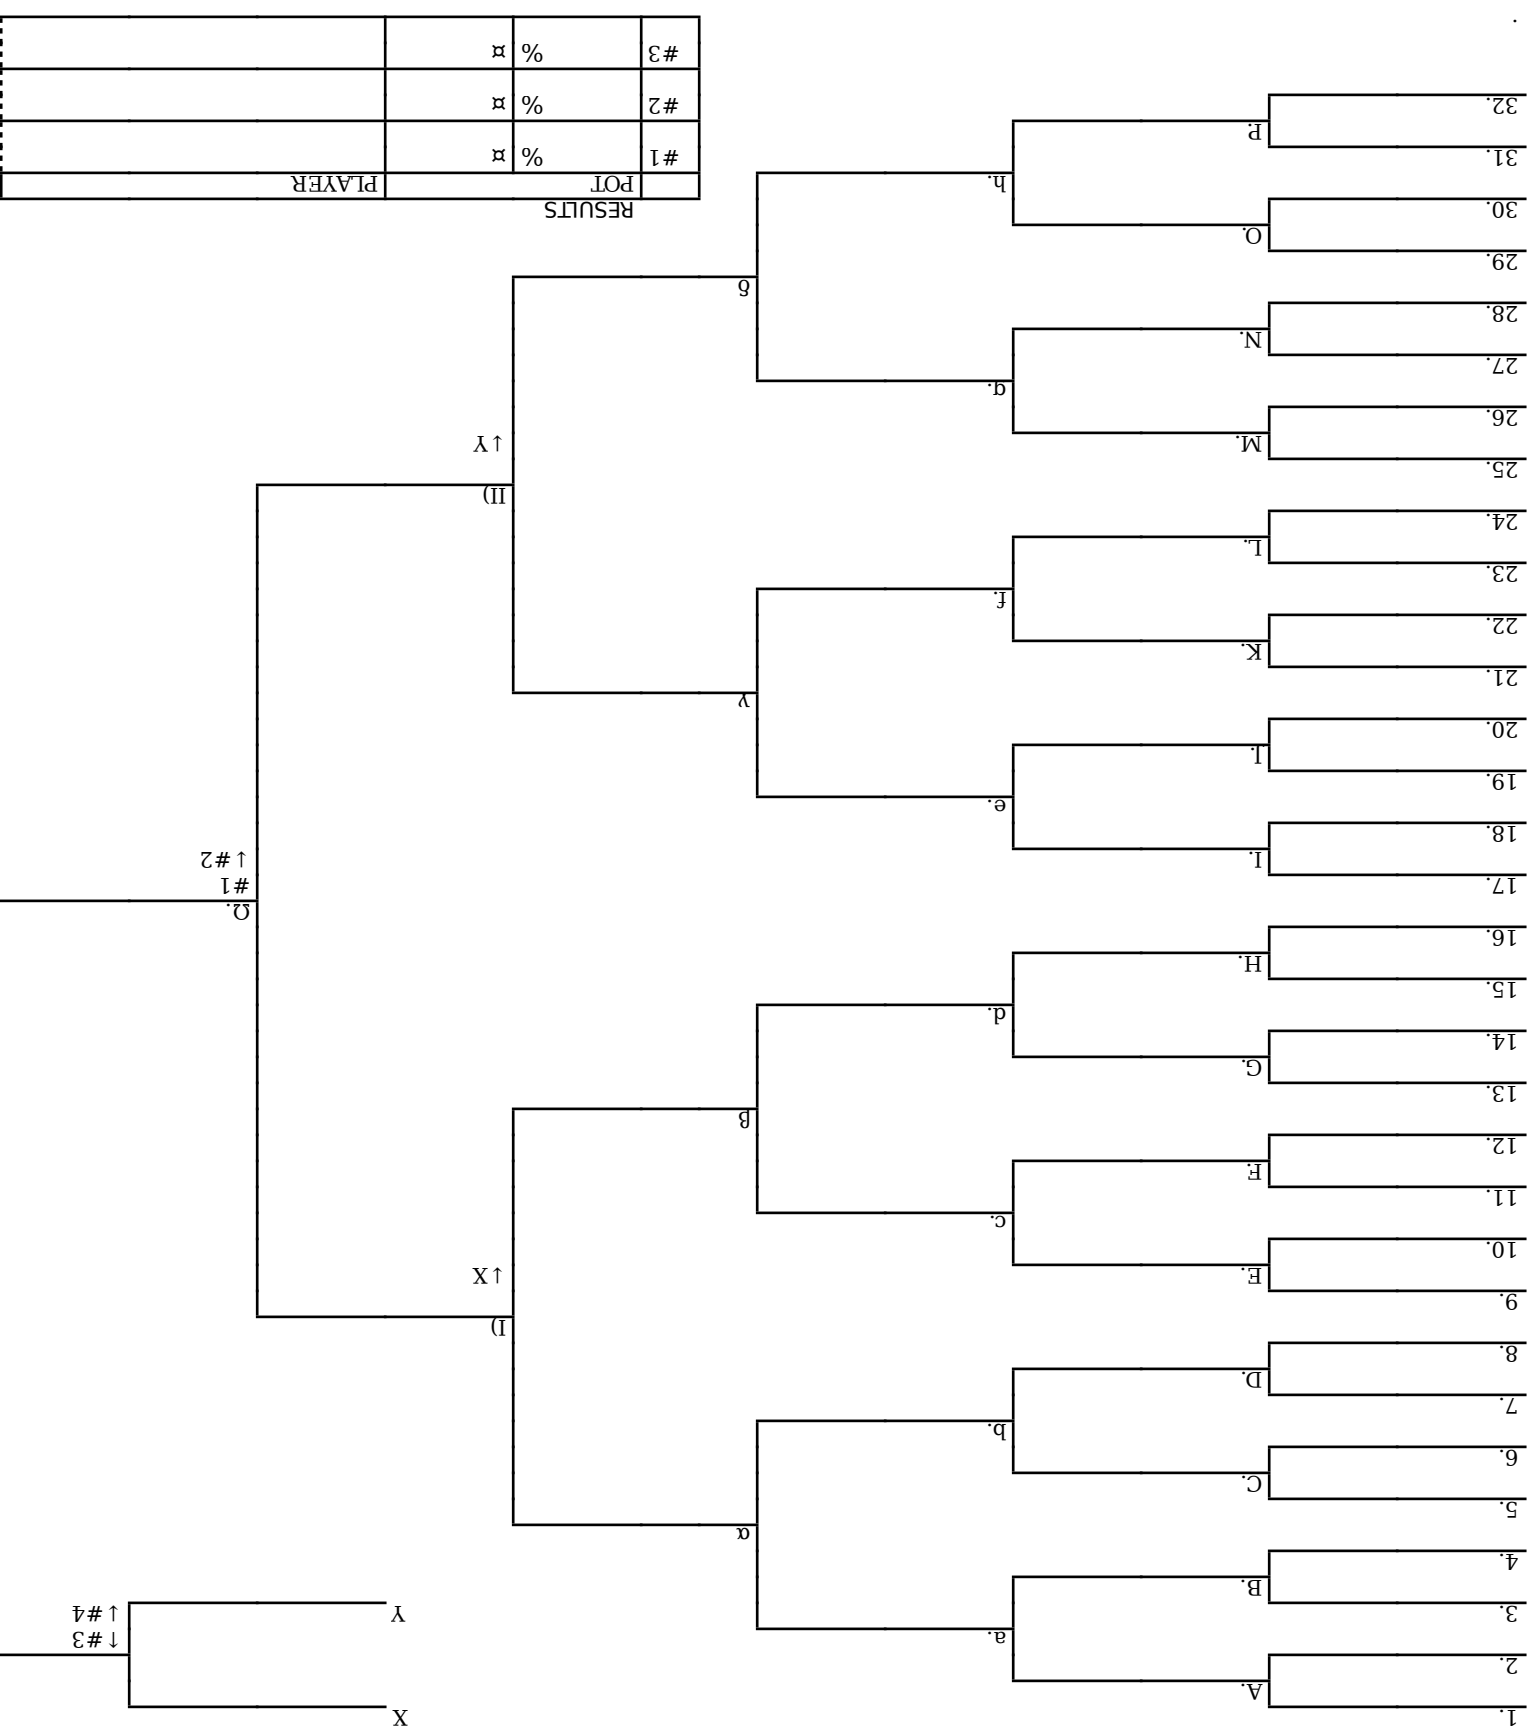 1.
X
A.
2.
a.
↓#3
3.
Y
↓#4
B.
4.
α
5.
C.
6.
b.
7.
D.
8.
I)
9.
↓X
E.
10.
c.
11.
F.
12.
β
13.
G.
14.
d.
15.
H.
16.
Ω.
17.
#1
I.
↓#2
18.
e.
19.
J.
20.
γ
21.
K.
22.
f.
23.
L.
24.
II)
25.
↓Y
M.
26.
g.
27.
N.
28.
δ
29.
O.
30.
RESULTS
h.
POT PLAYER
31.
#1 % ¤
P.
32.
#2 % ¤
#3 % ¤
.